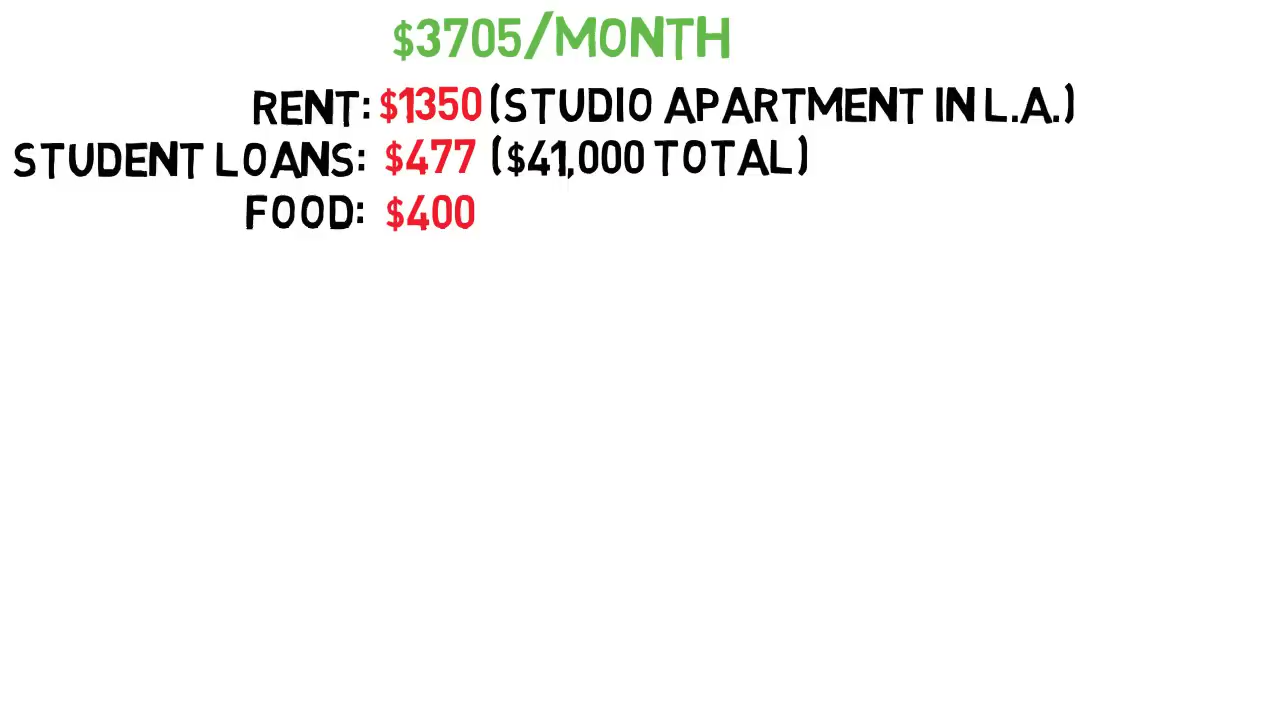 $3705/MONTH
RENT: $1350 (STUDIO APARTMENT IN L.A.)
STUDENT LOANS: $477 ($41,000 TOTAL)
FOOD: $400